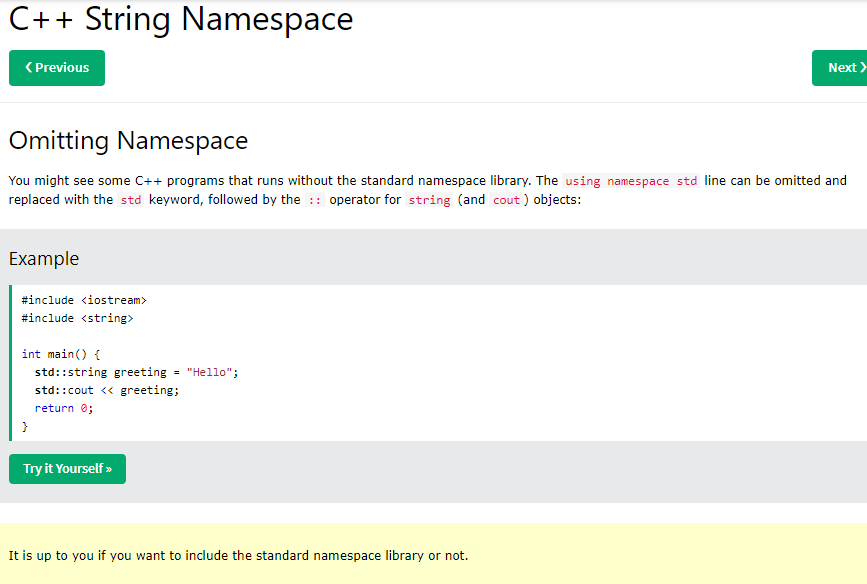 C++ String Namespace
❮ Previous
Next ❯
Omitting Namespace
You might see some C++ programs that runs without the standard namespace library. The using namespace std line can be omitted and
replaced with the std keyword, followed by the :: operator for string (and cout) objects:
Example
#include <iostream>
#include <string>
int main() {
  std::string greeting = "Hello";
  std::cout << greeting;
  return 0;
}
Try it Yourself »
It is up to you if you want to include the standard namespace library or not.